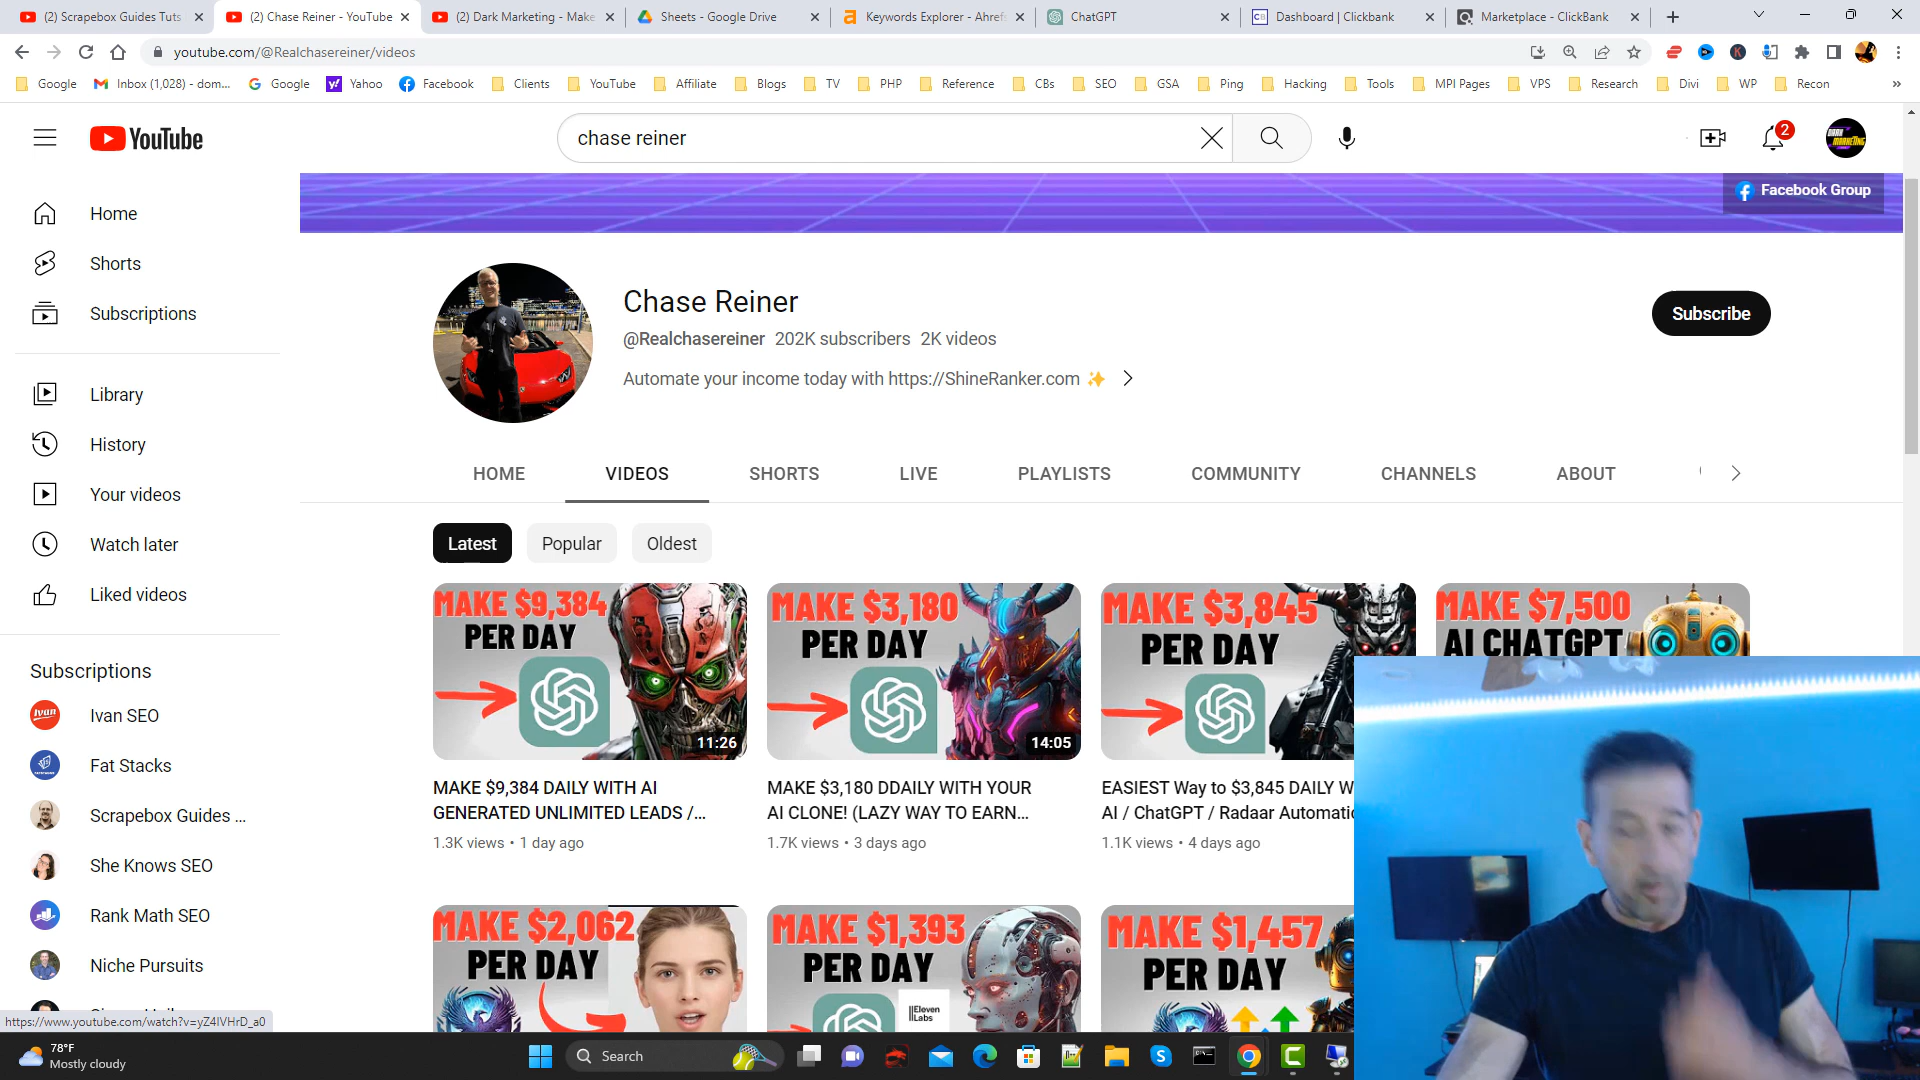 (2) Scrapebox Guides Tuts
(2) Chase Reiner - YouTube
(2) Dark Marketing - Make
Sheets - Google Drive
Keywords Explorer - Ahref
ChatGPT
Dashboard | Clickbank
Marketplace - ClickBank
youtube.com/@Realchasereiner/videos
Google
Inbox (1,028) - dom...
Google
Yahoo
Facebook
Clients
YouTube
Affiliate
Blogs
TV
PHP
Reference
CBs
SEO
GSA
Ping
Hacking
Tools
MPI Pages
VPS
Research
Divi
WP
Recon
YouTube
chase reiner
2
Facebook Group
Home
Shorts
Subscriptions
Library
History
Your videos
Watch later
Liked videos
Subscriptions
Ivan SEO
Fat Stacks
Scrapebox Guides ...
She Knows SEO
Rank Math SEO
Niche Pursuits
Chase Reiner
@Realchasereiner 202K subscribers 2K videos
Automate your income today with https://ShineRanker.com ✨
Subscribe
HOME
VIDEOS
SHORTS
LIVE
PLAYLISTS
COMMUNITY
CHANNELS
ABOUT
Latest
Popular
Oldest
MAKE $9,384
PER DAY
11:26
MAKE $3,180
PER DAY
14:05
MAKE $3,845
PER DAY
MAKE $7,500
AI CHATGPT
MAKE $9,384 DAILY WITH AI
GENERATED UNLIMITED LEADS /...
1.3K views • 1 day ago
MAKE $3,180 DDAILY WITH YOUR
AI CLONE! (LAZY WAY TO EARN...
1.7K views • 3 days ago
EASIEST Way to $3,845 DAILY W
AI / ChatGPT / Radaar Automatic
1.1K views • 4 days ago
MAKE $2,062
PER DAY
MAKE $1,393
PER DAY
IIElevenLabs
MAKE $1,457
PER DAY
https://www.youtube.com/watch?v=yZ4IVHrD_a0
78°F
Mostly cloudy
Search